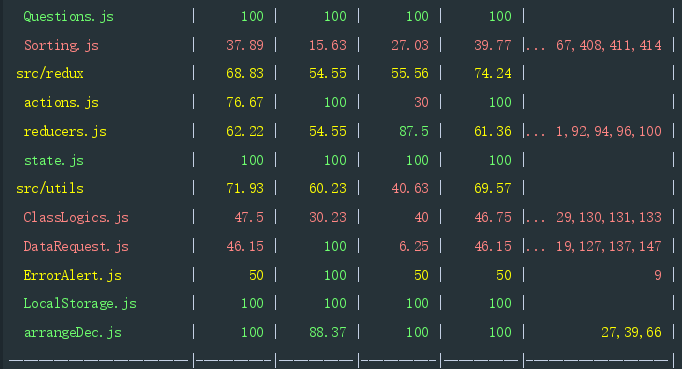 Questions.js | 100 | 100 | 100 | 100 | |
Sorting.js | 37.89 | 15.63 | 27.03 | 39.77 |... 67,408,411,414 |
src/redux | 68.83 | 54.55 | 55.56 | 74.24 | |
actions.js | 76.67 | 100 | 30 | 100 | |
reducers.js | 62.22 | 54.55 | 87.5 | 61.36 |... 1,92,94,96,100 |
state.js | 100 | 100 | 100 | 100 | |
src/utils | 71.93 | 60.23 | 40.63 | 69.57 | |
ClassLogics.js | 47.5 | 30.23 | 40 | 46.75 |... 29,130,131,133 |
DataRequest.js | 46.15 | 100 | 6.25 | 46.15 |... 19,127,137,147 |
ErrorAlert.js | 50 | 100 | 50 | 50 | 9 |
LocalStorage.js | 100 | 100 | 100 | 100 | |
arrangeDec.js | 100 | 88.37 | 100 | 100 | 27,39,66 |